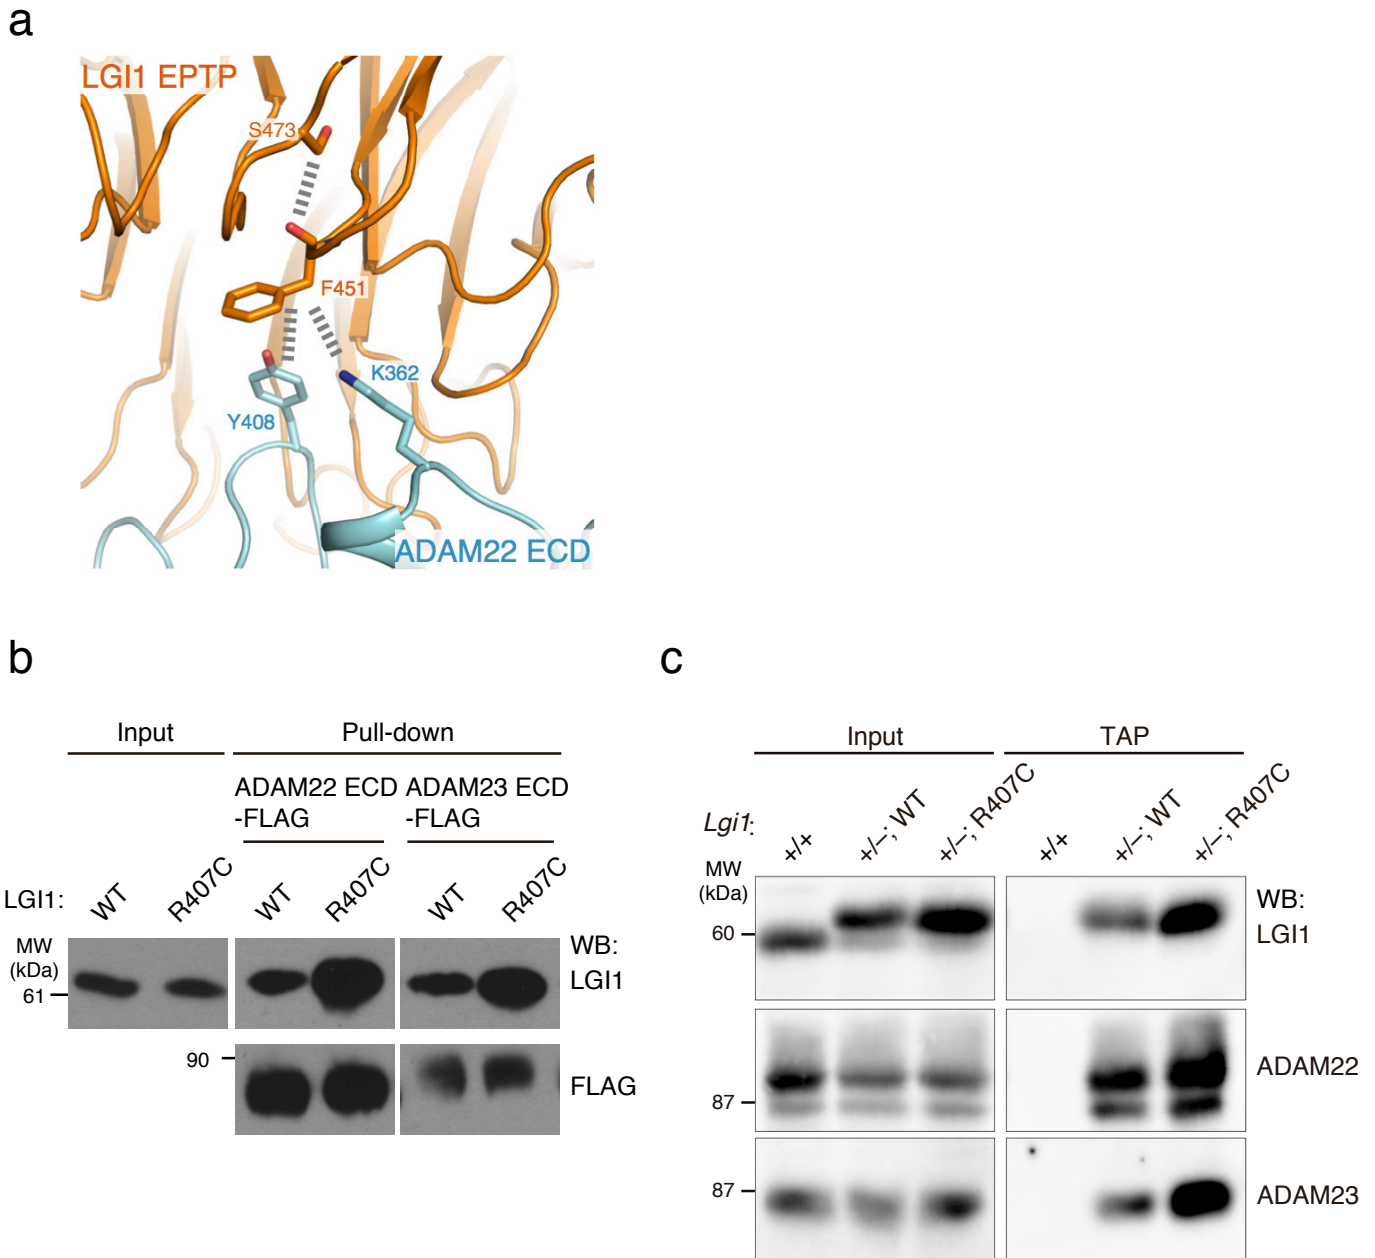 a
LGI1 EPTP
S473
F451
K362
Y408
ADAM22 ECD
b
Input
Pull-down
ADAM22 ECD
-FLAG
ADAM23 ECD
-FLAG
LGI1:
WT
R407C
WT
R407C
WT
R407C
MW
(kDa)
61
WB:
LGI1
90
FLAG
c
Input
TAP
Lgi1:
+/+
+/–; WT
+/–; R407C
+/+
+/–; WT
+/–; R407C
MW
(kDa)
60
WB:
LGI1
87
ADAM22
87
ADAM23